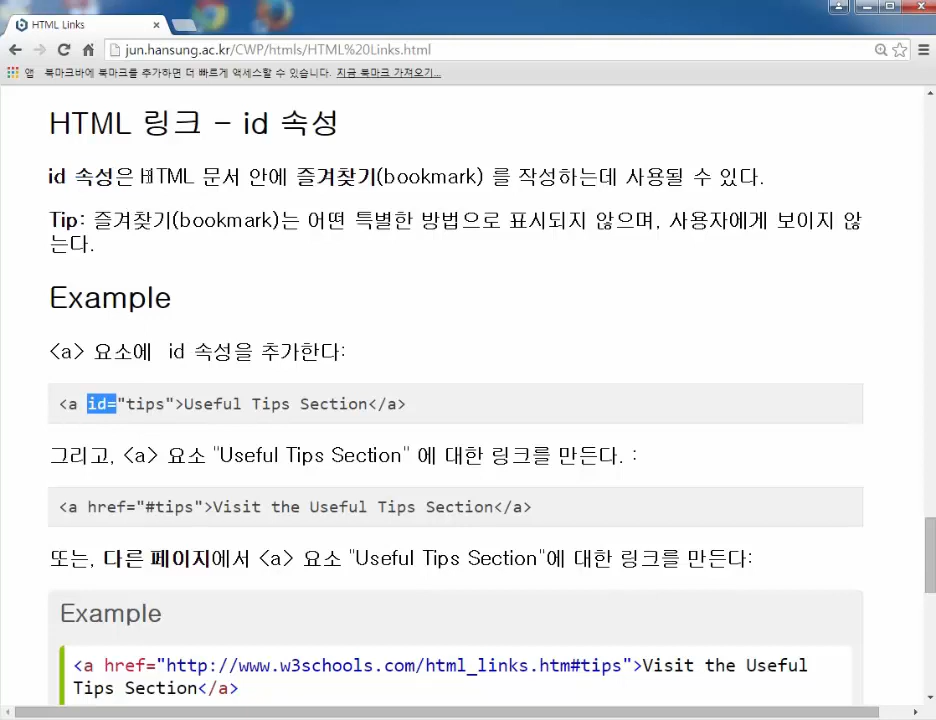 HTML Links
jun.hansung.ac.kr/CWP/htmls/HTML%20Links.html
앱 북마크바에 북마크를 추가하면 더 빠르게 액세스할 수 있습니다. 지금 북마크 가져오기...
HTML 링크 - id 속성
id 속성은 HTML 문서 안에 즐겨찾기(bookmark) 를 작성하는데 사용될 수 있다.
Tip: 즐겨찾기(bookmark)는 어떤 특별한 방법으로 표시되지 않으며, 사용자에게 보이지 않
는다.
Example
<a> 요소에 id 속성을 추가한다:
<a id="tips">Useful Tips Section</a>
그리고, <a> 요소 "Useful Tips Section" 에 대한 링크를 만든다. :
<a href="#tips">Visit the Useful Tips Section</a>
또는, 다른 페이지에서 <a> 요소 "Useful Tips Section"에 대한 링크를 만든다:
Example
<a href="http://www.w3schools.com/html_links.htm#tips">Visit the Useful
Tips Section</a>